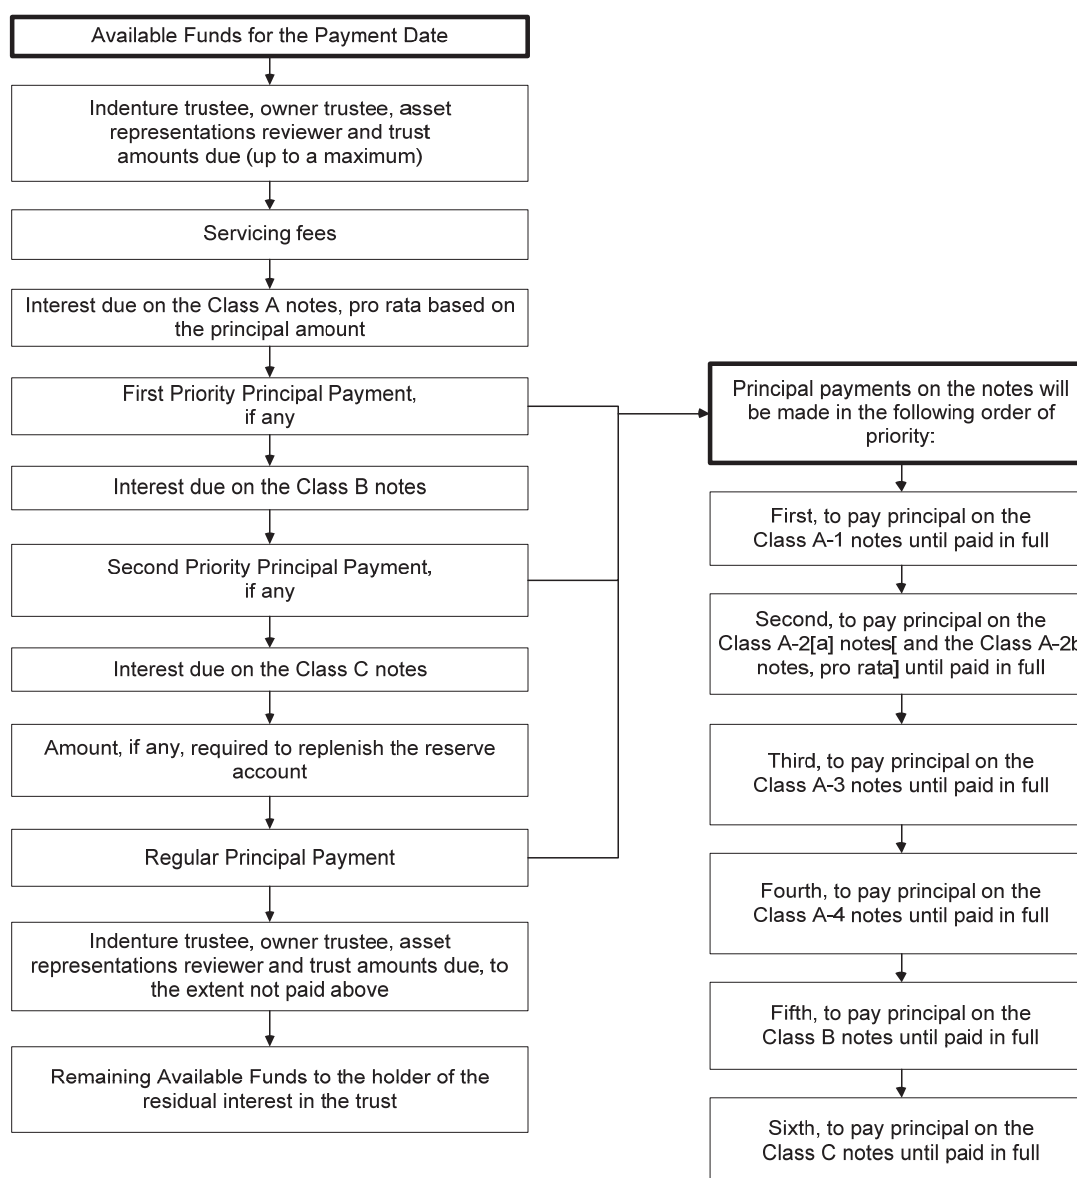 Available Funds for the Payment Date
Indenture trustee, owner trustee, asset
representations reviewer and trust
amounts due (up to a maximum)
Servicing fees
Interest due on the Class A notes, pro rata based on
the principal amount
First Priority Principal Payment,
if any
Interest due on the Class B notes
Second Priority Principal Payment,
if any
Interest due on the Class C notes
Amount, if any, required to replenish the reserve
account
Regular Principal Payment
Indenture trustee, owner trustee, asset
representations reviewer and trust amounts due, to
the extent not paid above
Remaining Available Funds to the holder of the
residual interest in the trust
Principal payments on the notes will
be made in the following order of
priority:
First, to pay principal on the
Class A-1 notes until paid in full
Second, to pay principal on the
Class A-2[a] notes[ and the Class A-2b
notes, pro rata] until paid in full
Third, to pay principal on the
Class A-3 notes until paid in full
Fourth, to pay principal on the
Class A-4 notes until paid in full
Fifth, to pay principal on the
Class B notes until paid in full
Sixth, to pay principal on the
Class C notes until paid in full